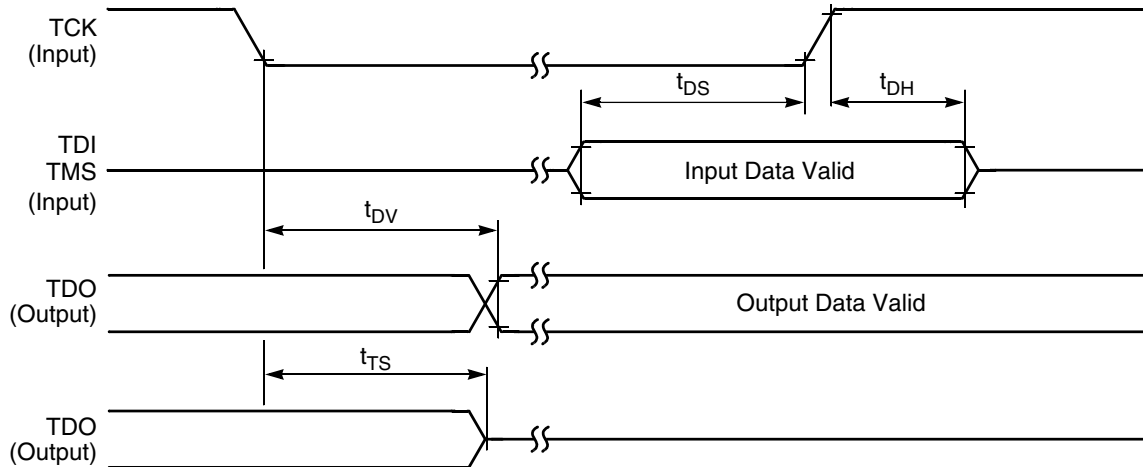 TCK
(Input)
tDS
tDH
TDI
TMS
(Input)
Input Data Valid
tDV
TDO
(Output)
Output Data Valid
tTS
TDO
(Output)